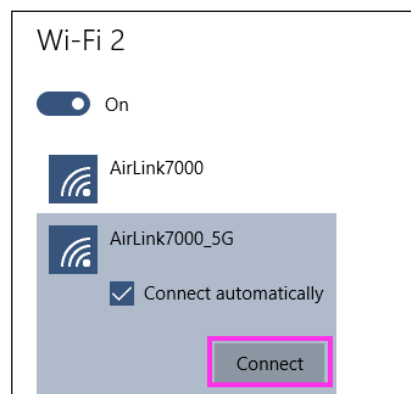 Wi-Fi 2
On
AirLink7000
AirLink7000_5G
Connect automatically
Connect